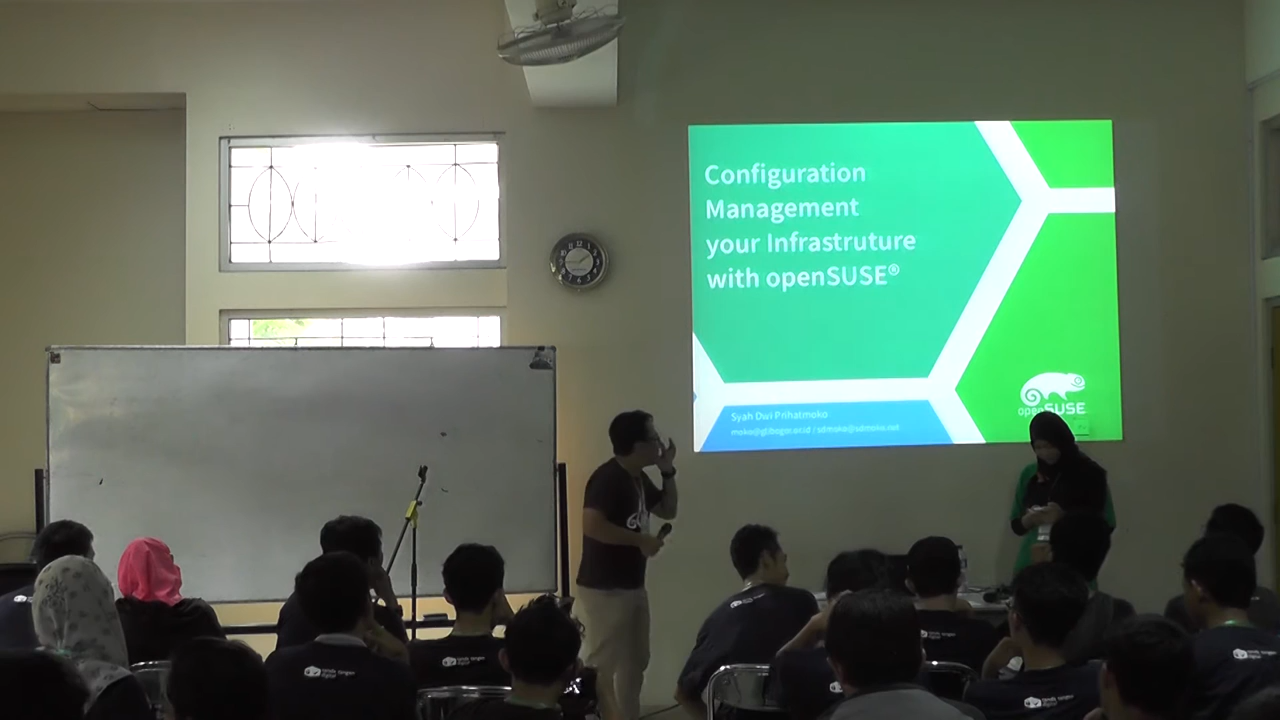 Configuration
Management
your Infrastruture
with openSUSE®
openSUSE
Syah Dwi Prihatmoko